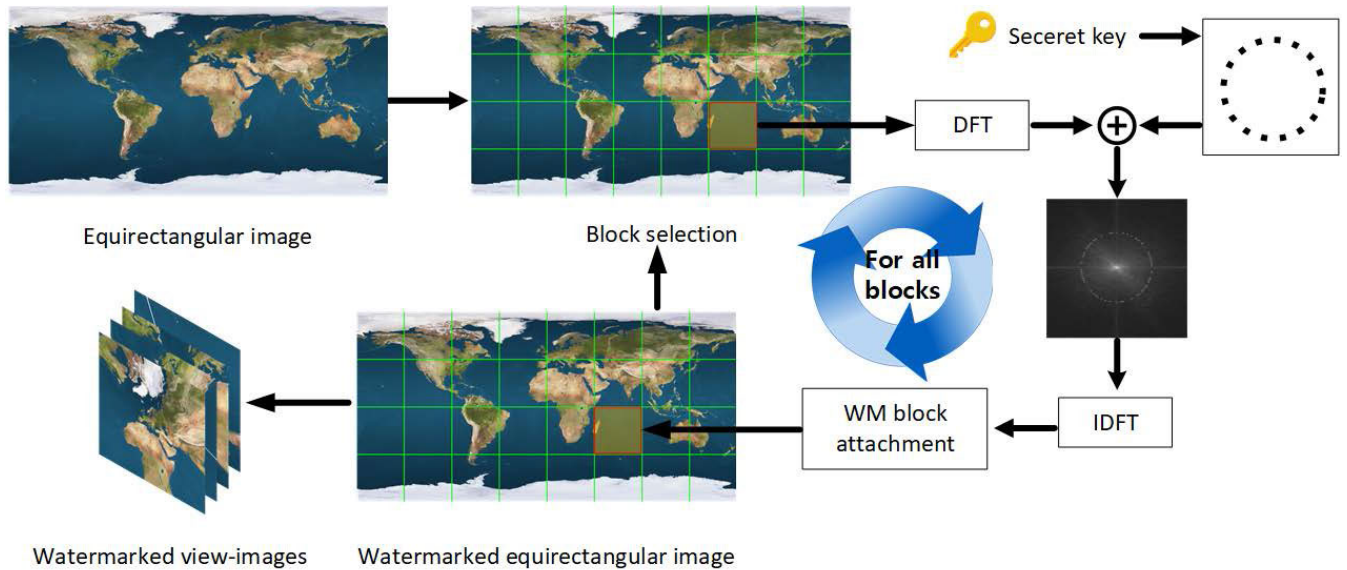 Seceret key
DFT
Equirectangular image
Block selection
For all
blocks
WM block
attachment
IDFT
Watermarked view-images
Watermarked equirectangular image